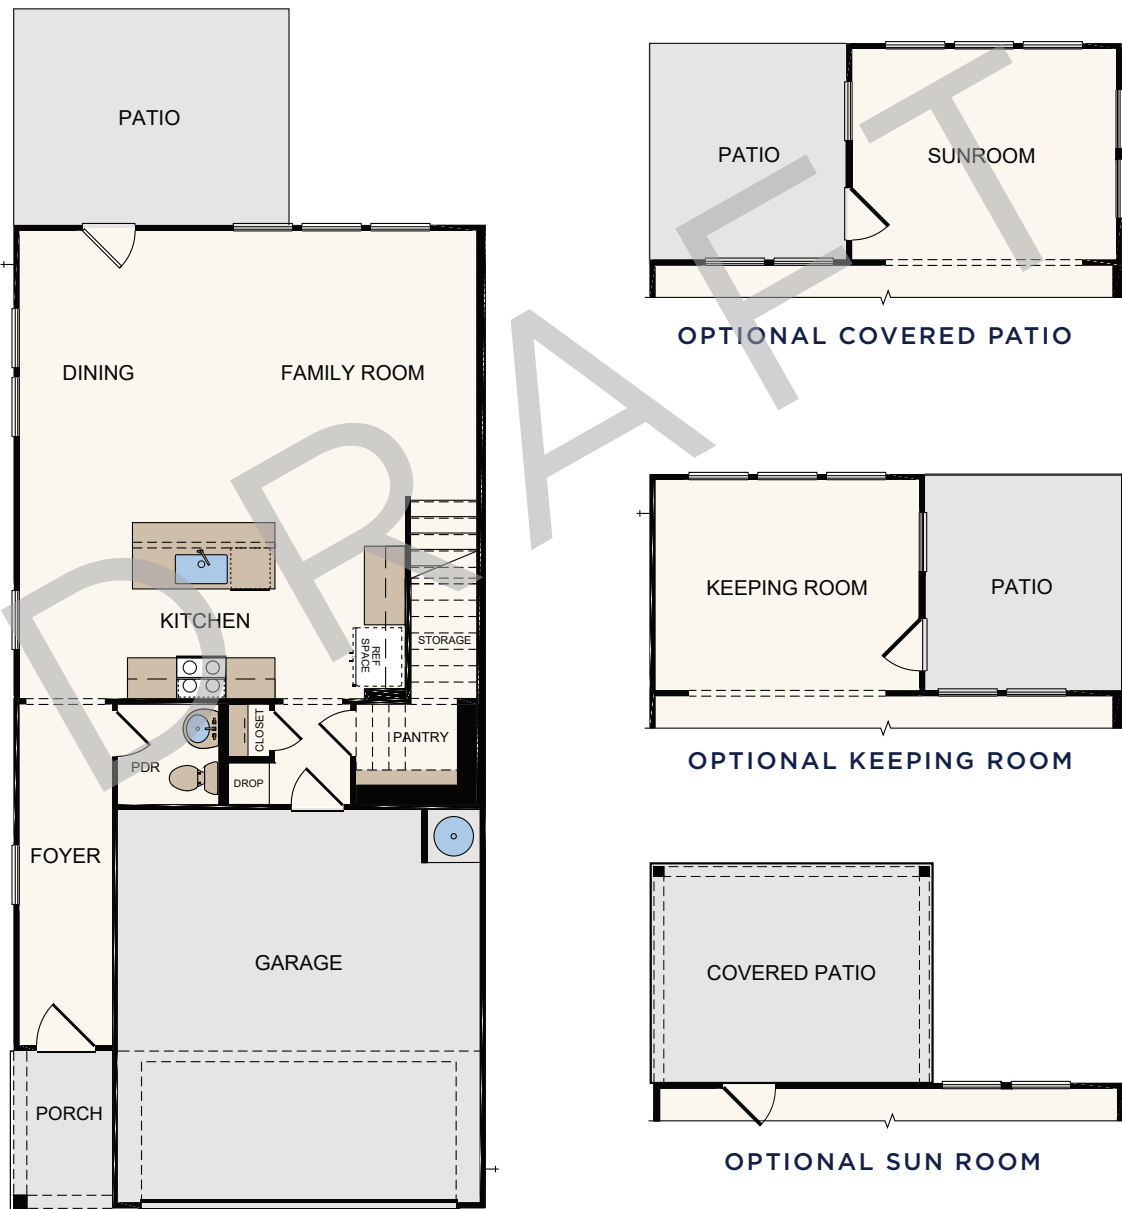 PATIO
DINING
FAMILY ROOM
KITCHEN
REF
SPACE
STORAGE
CLOSET
PANTRY
PDR
DROP
FOYER
GARAGE
PORCH
PATIO
SUNROOM
OPTIONAL COVERED PATIO
KEEPING ROOM
PATIO
OPTIONAL KEEPING ROOM
COVERED PATIO
OPTIONAL SUN ROOM
DRAFT